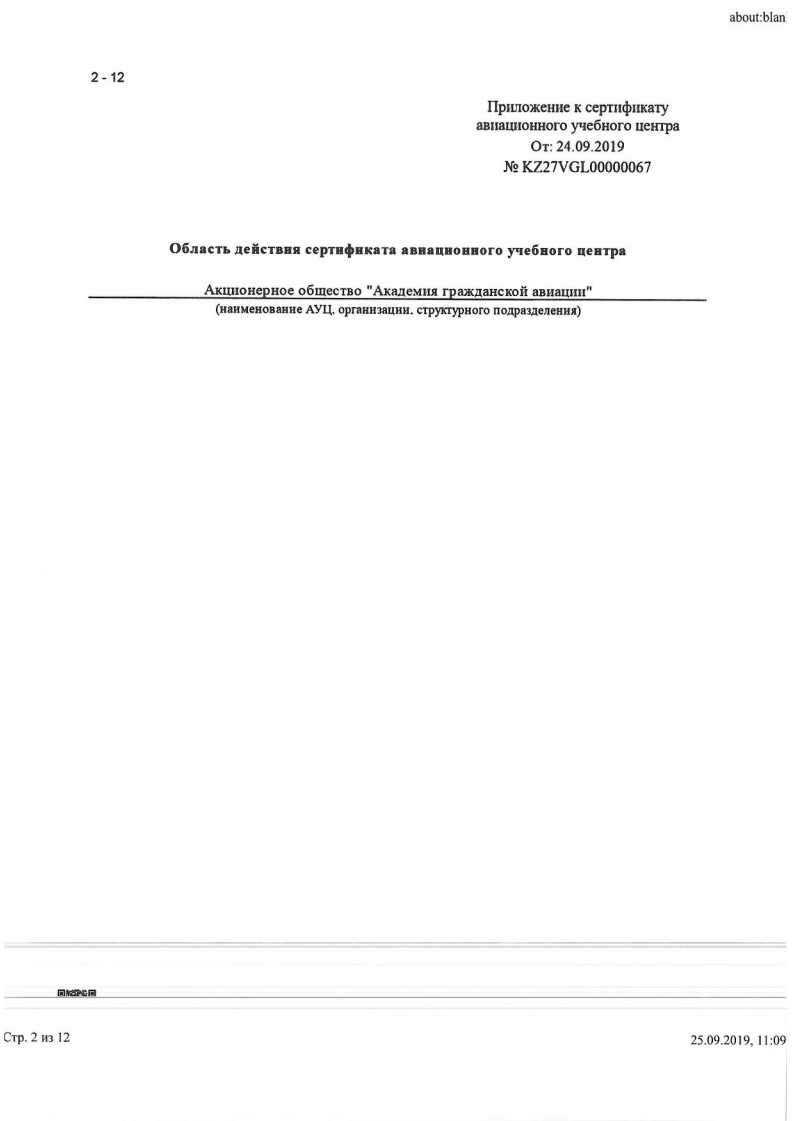 about:blan
2 - 12
Приложение к сертификату
авиационного учебного центра
От: 24.09.2019
№ KZ27VGL00000067
Область действия сертификата авиационного учебного центра
Акционерное общество "Академия гражданской авиации"
(наименование АУЦ, организации, структурного подразделения)
Стр. 2 из 12
25.09.2019, 11:09